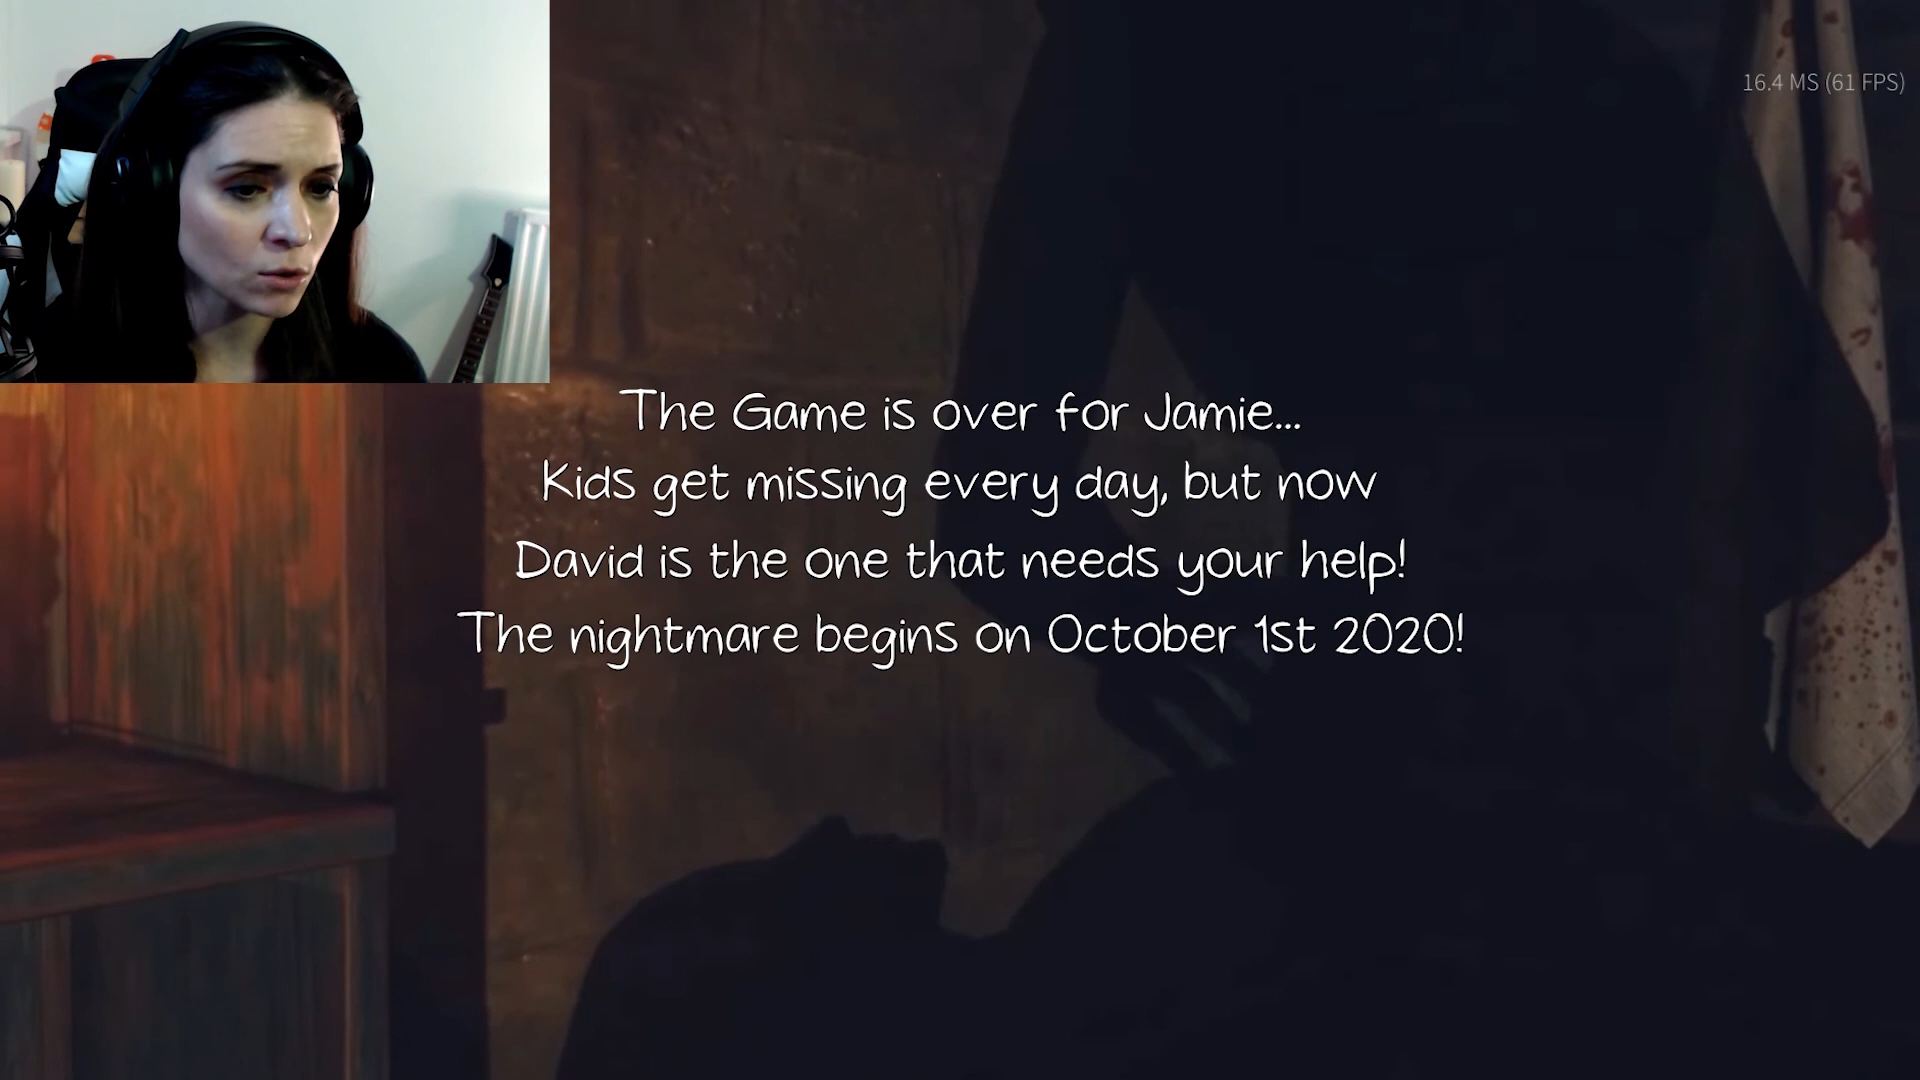 16.4 MS (61 FPS)
The Game is over for Jamie...
Kids get missing every day, but now
David is the one that needs your help!
The nightmare begins on October 1st 2020!